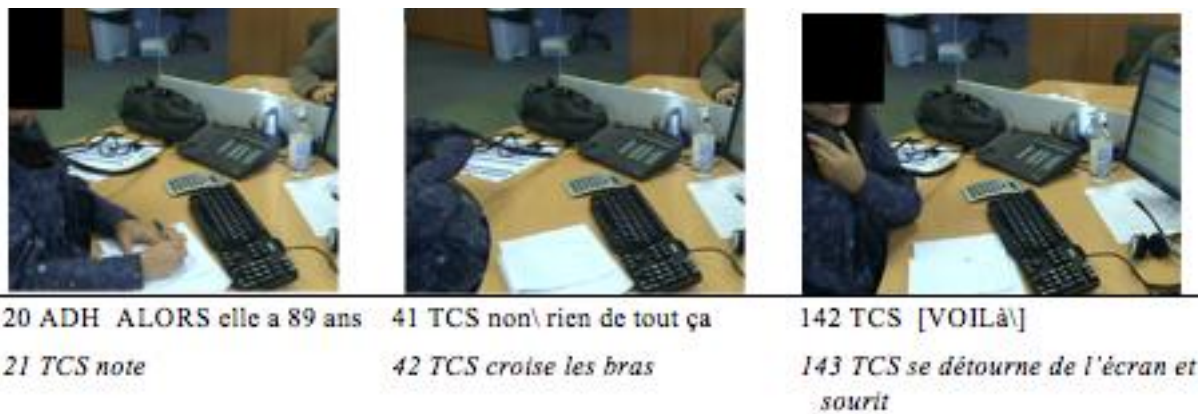 20 ADH ALORS elle a 89 ans
21 TCS note
41 TCS non\ rien de tout ça
42 TCS croise les bras
142 TCS [VOILà\]
143 TCS se détourne de l'écran et
sourit